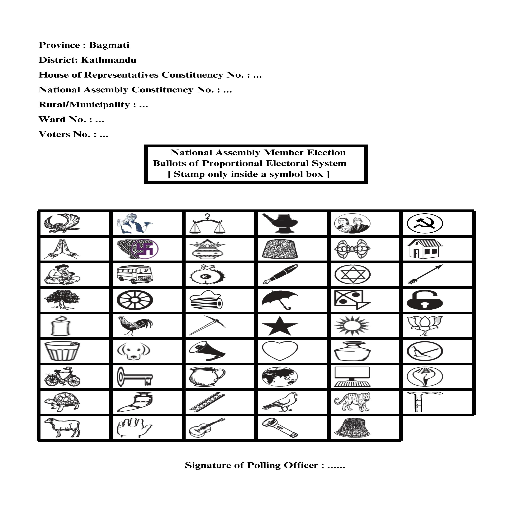 Province : Bagmati
District: Kathmandu
House of Representatives Constituency No. : ...
National Assembly Constituency No. : ...
Rural/Municipality : ...
Ward No. : ...
Voters No. : ...
National Assembly Member Election
Ballots of Proportional Electoral System
[ Stamp only inside a symbol box ]
Signature of Polling Officer : ......